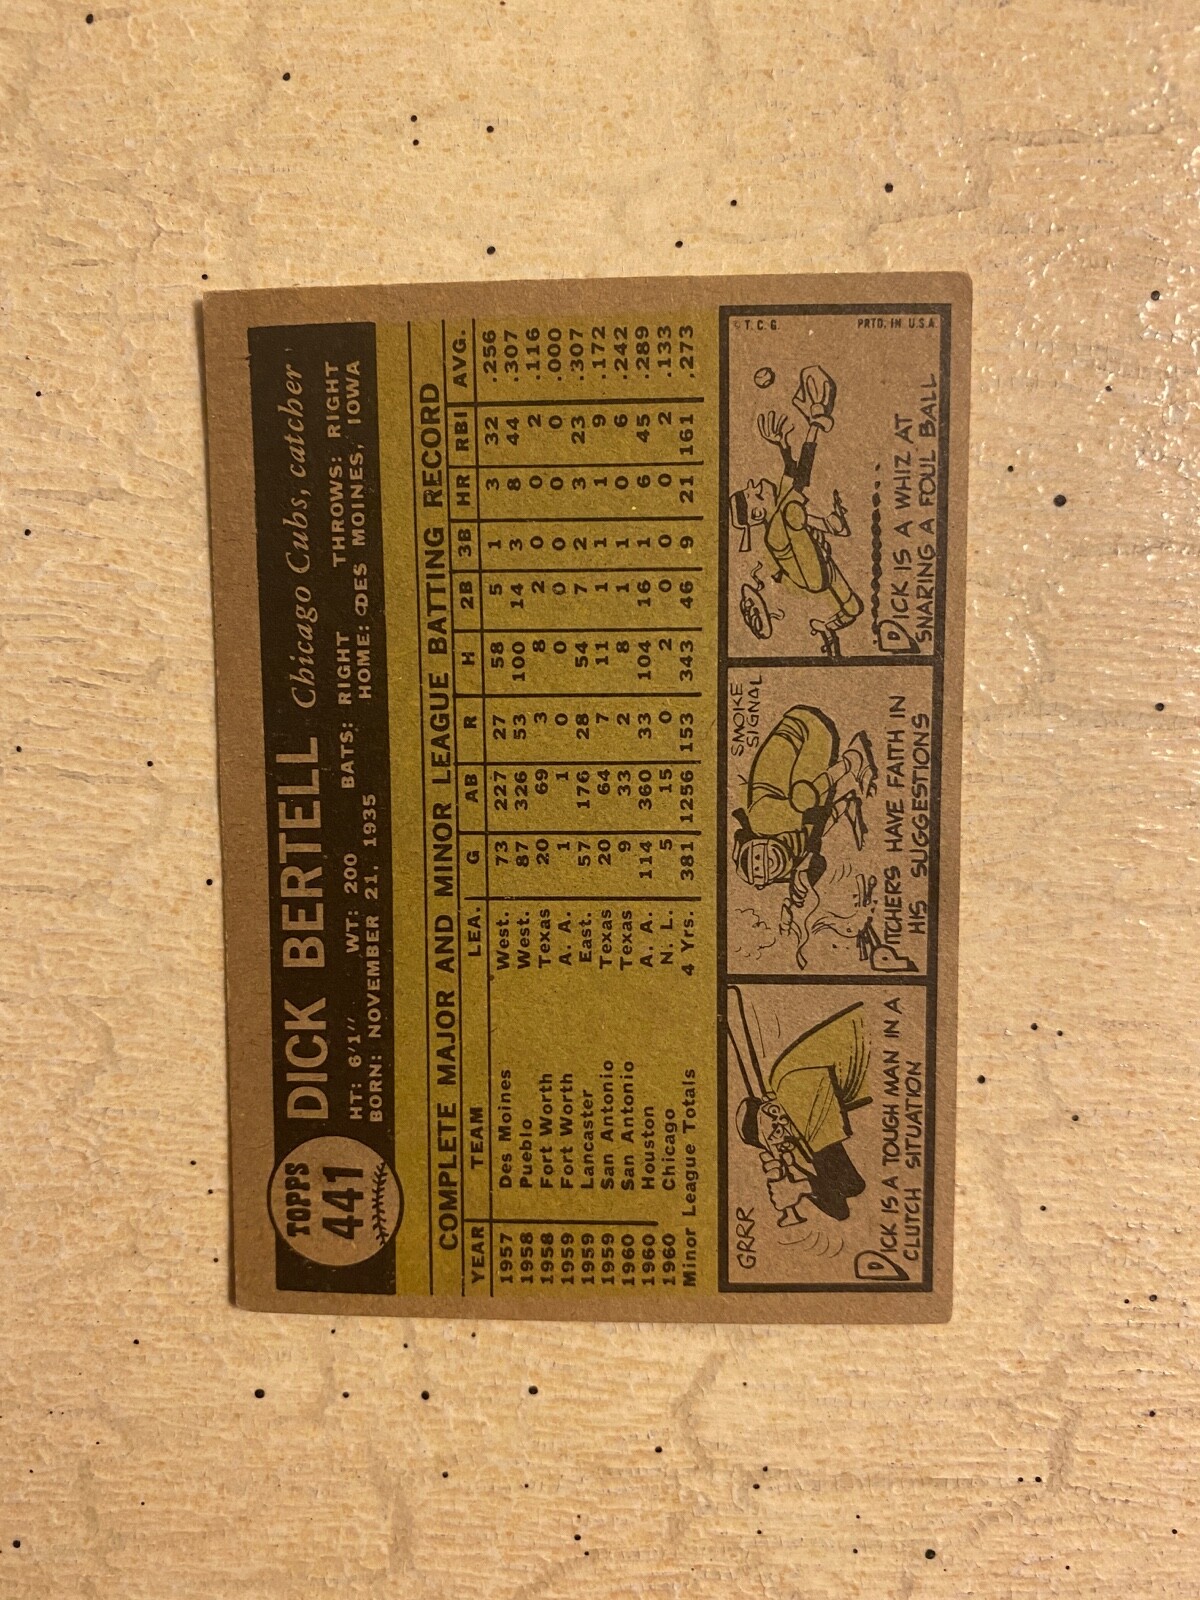 TOPPS
441
DICK BERTELL Chicago Cubs, catcher
HT: 6'1" WT: 200 BATS: RIGHT THROWS: RIGHT
BORN: NOVEMBER 21, 1935 HOME: DES MOINES, IOWA
COMPLETE MAJOR AND MINOR LEAGUE BATTING RECORD
YEAR TEAM LEA. G AB R H 2B 3B HR RBI AVG.
1957 Des Moines West. 73 227 27 58 5 1 3 32 .256
1958 Pueblo West. 87 326 53 100 14 3 8 44 .307
1958 Fort Worth Texas 20 69 3 8 2 0 0 2 .116
1959 Fort Worth A. A. 1 1 0 0 0 0 0 0 .000
1959 Lancaster East. 57 176 28 54 7 2 3 23 .307
1959 San Antonio Texas 20 64 7 11 1 1 1 9 .172
1960 San Antonio Texas 9 33 2 8 1 1 0 6 .242
1960 Houston A. A. 114 360 33 104 16 1 6 45 .289
1960 Chicago N. L. 5 15 0 2 0 0 0 2 .133
Minor League Totals 4 Yrs. 381 1256 153 343 46 9 21 161 .273
GRRR
DICK IS A TOUGH MAN IN A
CLUTCH SITUATION
SMOKE
SIGNAL
PITCHERS HAVE FAITH IN
HIS SUGGESTIONS
©T.C.G.
DICK IS A WHIZ AT
SNARING A FOUL BALL
PRTD. IN U.S.A.